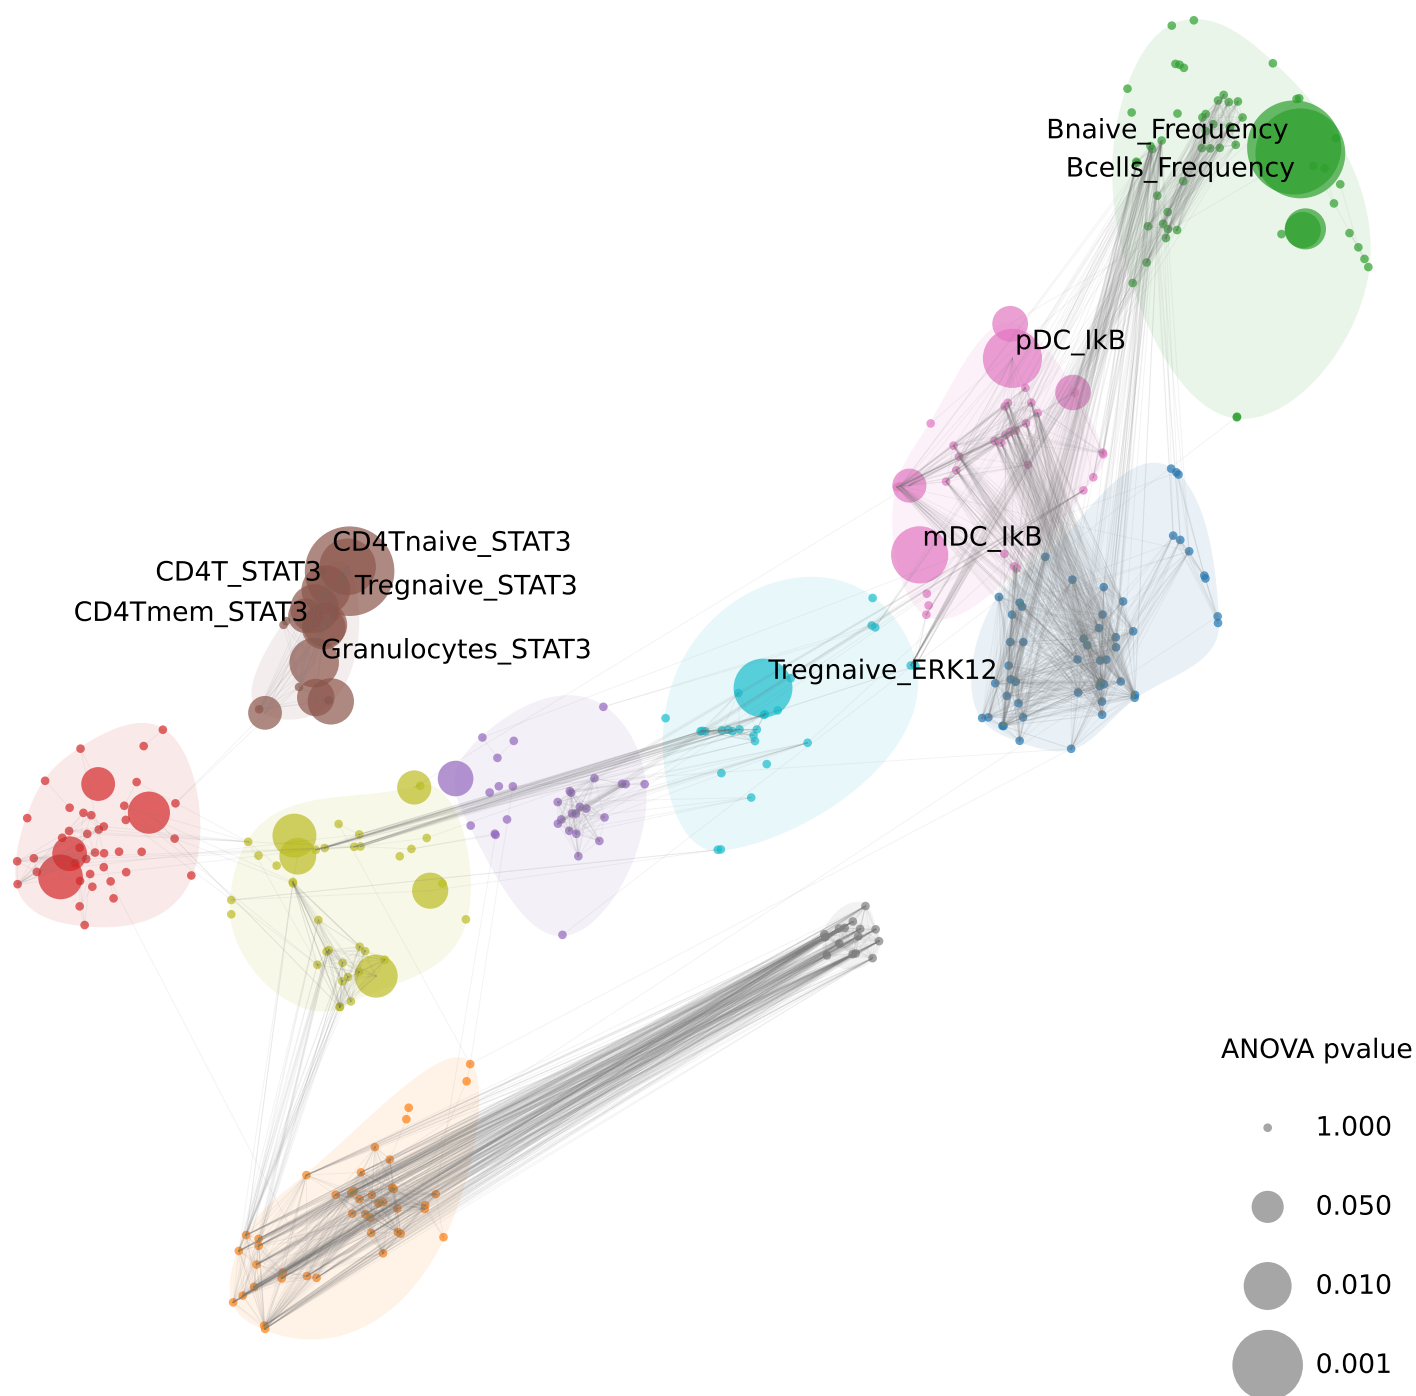 Bnaive_Frequency
Bcells_Frequency
pDC_IkB
mDC_IkB
CD4Tnaive_STAT3
CD4T_STAT3
Tregnaive_STAT3
CD4Tmem_STAT3
Granulocytes_STAT3
Tregnaive_ERK12
ANOVA pvalue
1.000
0.050
0.010
0.001